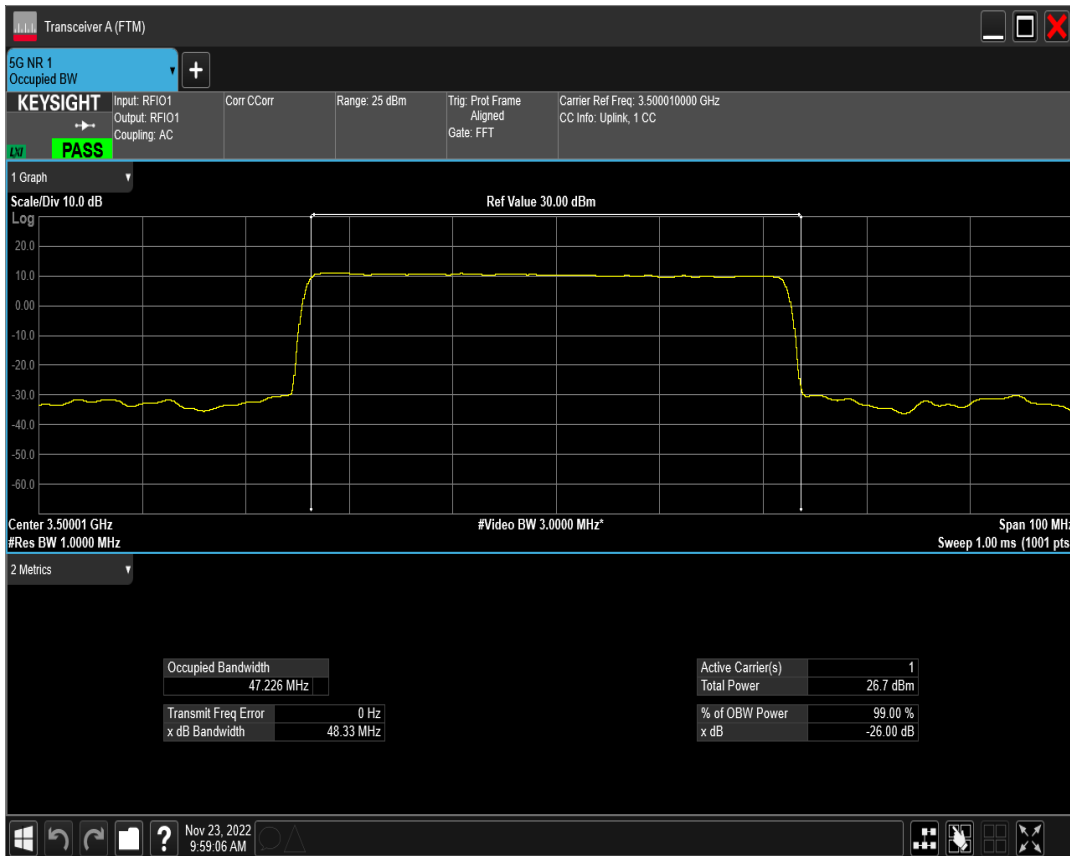 Transceiver A (FTM)
5G NR 1
Occupied BW
+
KEYSIGHT
LXI
PASS
Input: RFIO1
Output: RFIO1
Coupling: AC
Corr CCorr
Range: 25 dBm
Trig: Prot Frame
Aligned
Gate: FFT
Carrier Ref Freq: 3.500010000 GHz
CC Info: Uplink, 1 CC
1 Graph
Scale/Div 10.0 dB
Ref Value 30.00 dBm
Log
20.0
10.0
0.00
-10.0
-20.0
-30.0
-40.0
-50.0
-60.0
Center 3.50001 GHz
#Video BW 3.0000 MHz*
Span 100 MHz
#Res BW 1.0000 MHz
Sweep 1.00 ms (1001 pts
2 Metrics
Occupied Bandwidth
47.226 MHz
Transmit Freq Error 0 Hz
x dB Bandwidth 48.33 MHz
Active Carrier(s) 1
Total Power 26.7 dBm
% of OBW Power 99.00 %
x dB -26.00 dB
?
Nov 23, 2022
9:59:06 AM